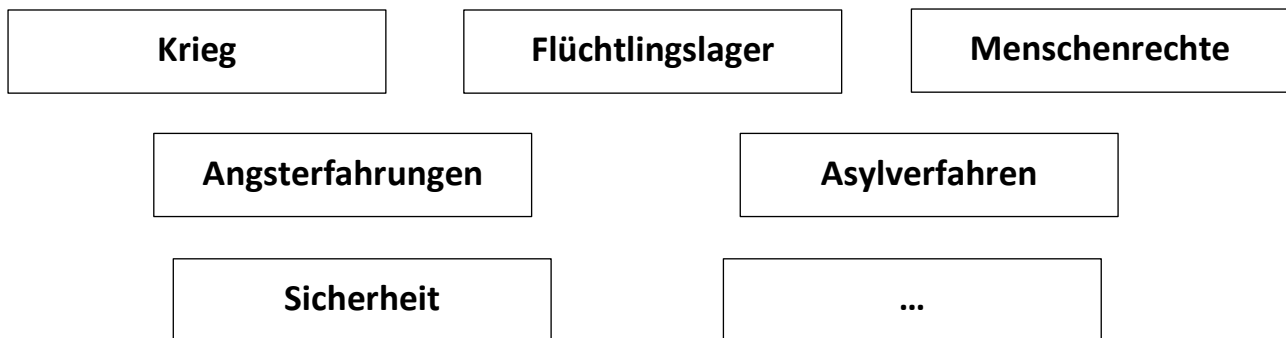 Krieg
Flüchtlingslager
Menschenrechte
Angsterfahrungen
Asylverfahren
Sicherheit
…